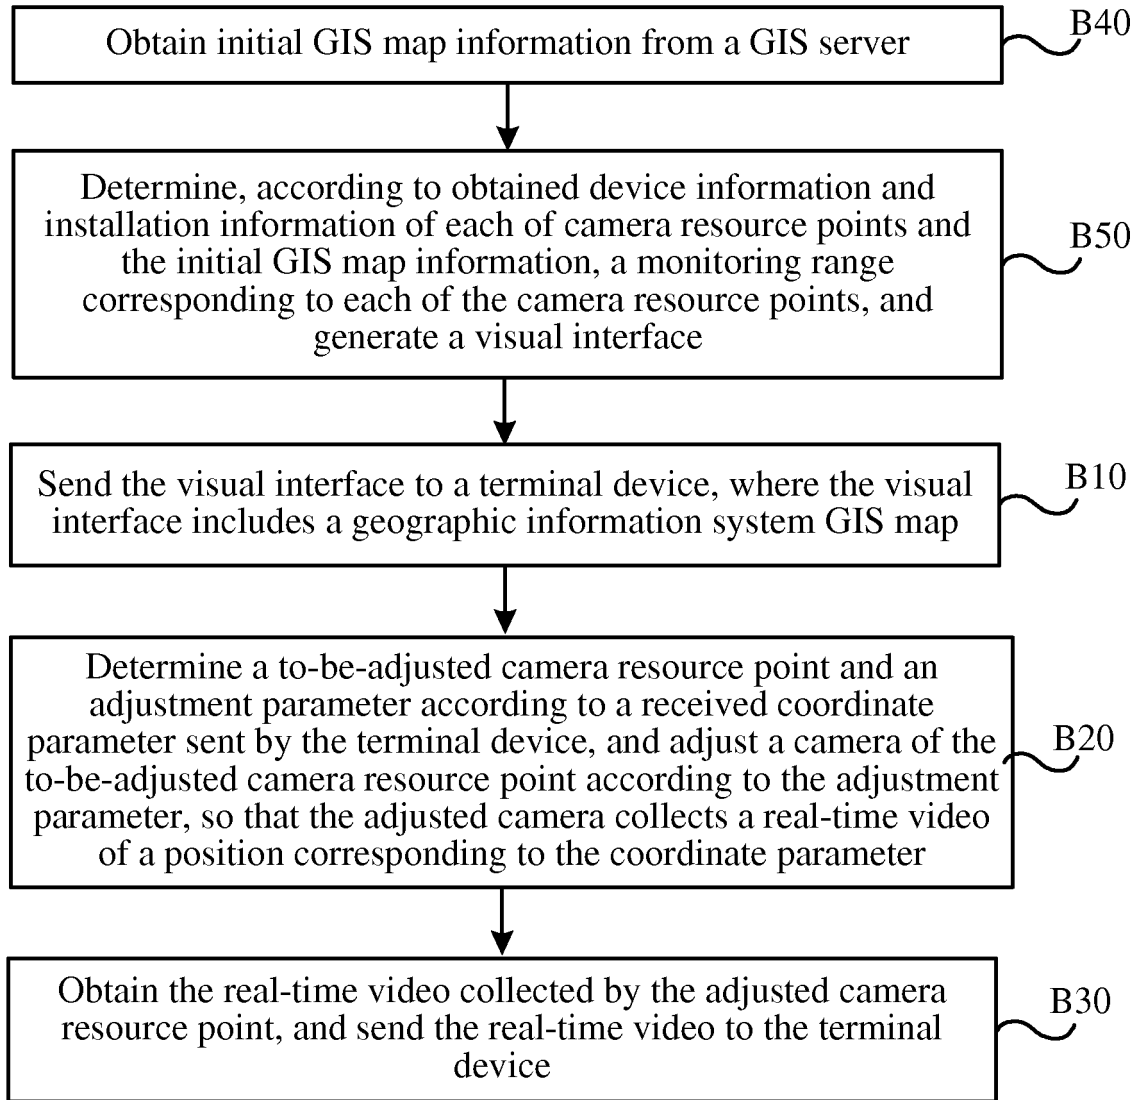 Obtain initial GIS map information from a GIS server
B40
Determine, according to obtained device information and
installation information of each of camera resource points and
the initial GIS map information, a monitoring range
corresponding to each of the camera resource points, and
generate a visual interface
B50
Send the visual interface to a terminal device, where the visual
interface includes a geographic information system GIS map
B10
Determine a to-be-adjusted camera resource point and an
adjustment parameter according to a received coordinate
parameter sent by the terminal device, and adjust a camera of the
to-be-adjusted camera resource point according to the adjustment
parameter, so that the adjusted camera collects a real-time video
of a position corresponding to the coordinate parameter
B20
Obtain the real-time video collected by the adjusted camera
resource point, and send the real-time video to the terminal
device
B30